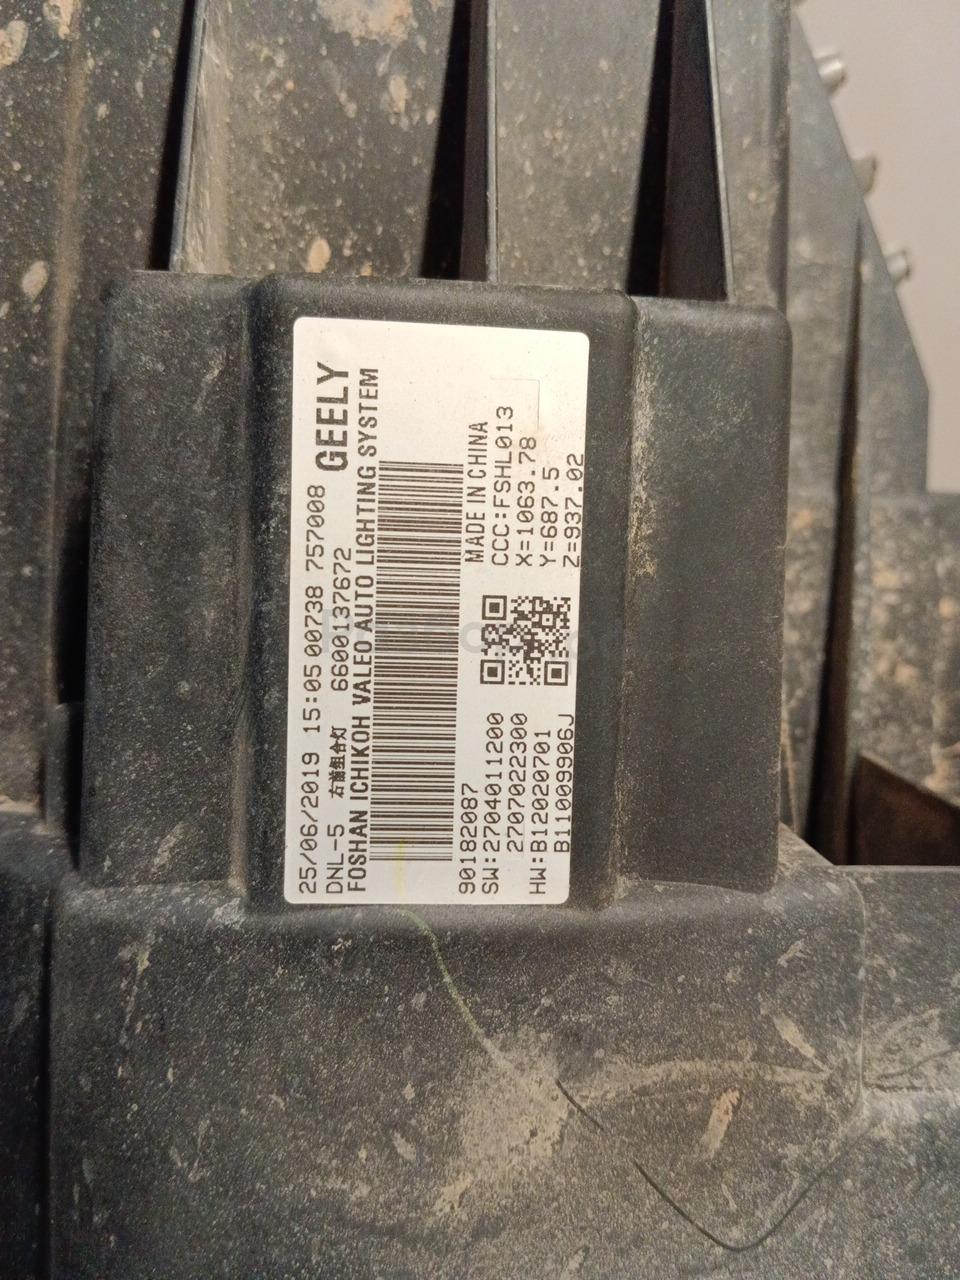 25/06/2019 15:05 00738 757008 GEELY
DNL-5 右前组合灯 6600137672
FOSHAN ICHIKOH VALEO AUTO LIGHTING SYSTEM
90182087
MADE IN CHINA
SW:2704011200
CCC:FSHL013
2707022300
X=1063.78
HW:B12020701
Y=687.5
B11009906J
Z=937.02